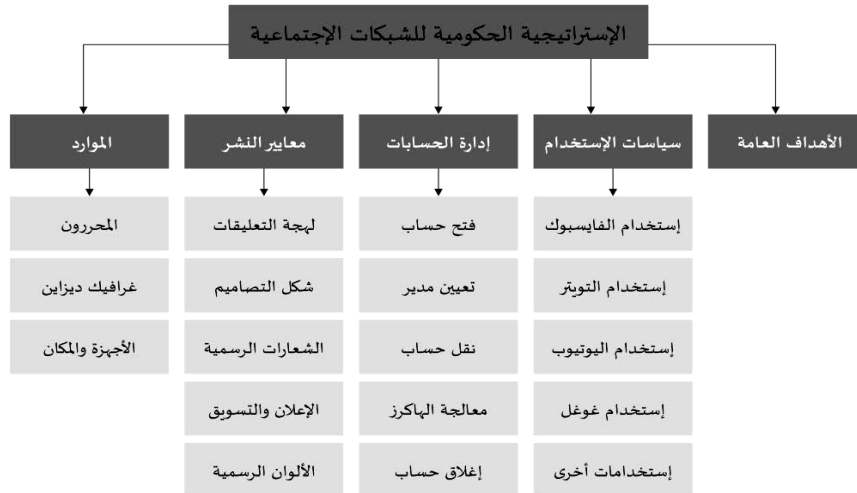 الإستراتيجية الحكومية للشبكات الإجتماعية
الأهداف العامة
سياسات الإستخدام
إستخدام الفايسبوك
إستخدام التويتر
إستخدام اليوتيوب
إستخدام غوغل
إستخدامات أخرى
إدارة الحسابات
فتح حساب
تعيين مدير
نقل حساب
معالجة الهاكرز
إغلاق حساب
معايير النشر
لهجة التعليقات
شكل التصاميم
الشعارات الرسمية
الإعلان والتسويق
الألوان الرسمية
الموارد
المحررون
غرافيك ديزاين
الأجهزة والمكان